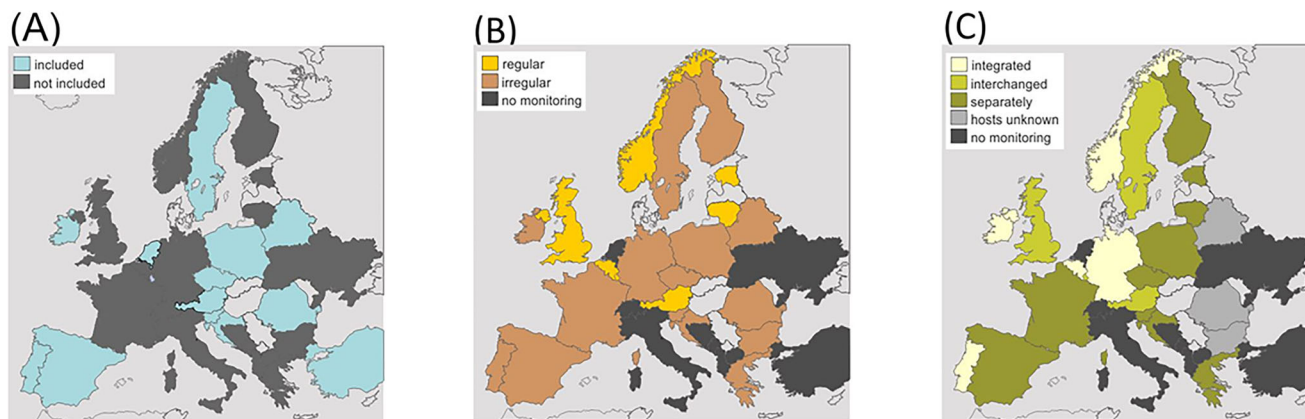 (A)
included
not included
(B)
regular
irregular
no monitoring
(C)
integrated
interchanged
separately
hosts unknown
no monitoring